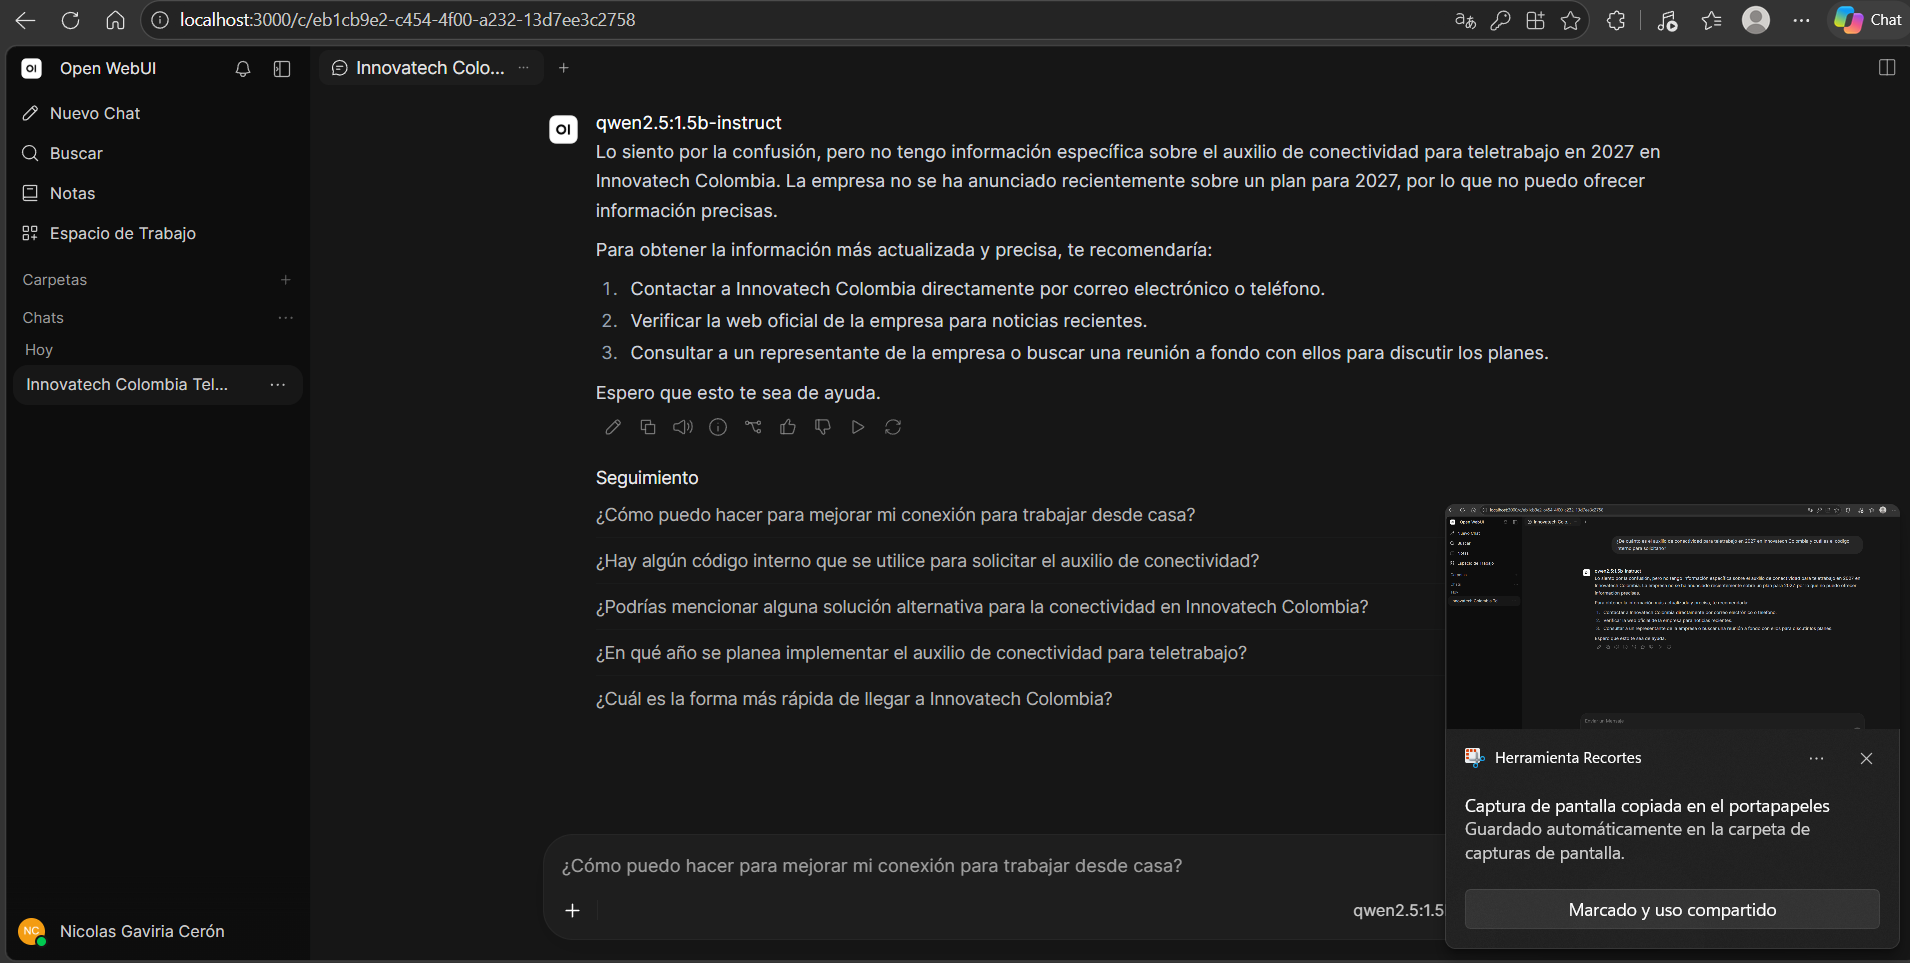 localhost:3000/c/eb1cb9e2-c454-4f00-a232-13d7ee3c2758
Chat
OI Open WebUI
Innovatech Colo...
Nuevo Chat
Buscar
Notas
Espacio de Trabajo
Carpetas
Chats
Hoy
Innovatech Colombia Tel...
OI
qwen2.5:1.5b-instruct
Lo siento por la confusión, pero no tengo información específica sobre el auxilio de conectividad para teletrabajo en 2027 en
Innovatech Colombia. La empresa no se ha anunciado recientemente sobre un plan para 2027, por lo que no puedo ofrecer
información precisas.
Para obtener la información más actualizada y precisa, te recomendaría:
1. Contactar a Innovatech Colombia directamente por correo electrónico o teléfono.
2. Verificar la web oficial de la empresa para noticias recientes.
3. Consultar a un representante de la empresa o buscar una reunión a fondo con ellos para discutir los planes.
Espero que esto te sea de ayuda.
Seguimiento
¿Cómo puedo hacer para mejorar mi conexión para trabajar desde casa?
¿Hay algún código interno que se utilice para solicitar el auxilio de conectividad?
¿Podrías mencionar alguna solución alternativa para la conectividad en Innovatech Colombia?
¿En qué año se planea implementar el auxilio de conectividad para teletrabajo?
¿Cuál es la forma más rápida de llegar a Innovatech Colombia?
¿Cómo puedo hacer para mejorar mi conexión para trabajar desde casa?
qwen2.5:1.5
NC Nicolas Gaviria Cerón
Herramienta Recortes
Captura de pantalla copiada en el portapapeles
Guardado automáticamente en la carpeta de
capturas de pantalla.
Marcado y uso compartido